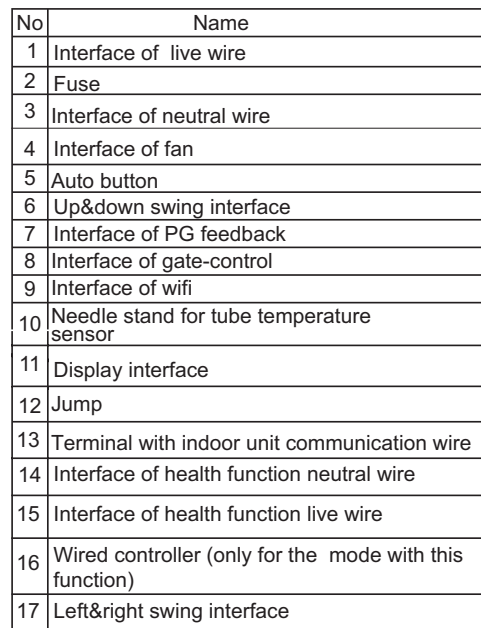 No Name
1 Interface of live wire
2 Fuse
3 Interface of neutral wire
4 Interface of fan
5 Auto button
6 Up&down swing interface
7 Interface of PG feedback
8 Interface of gate-control
9 Interface of wifi
10 Needle stand for tube temperature
sensor
11 Display interface
12 Jump
13 Terminal with indoor unit communication wire
14 Interface of health function neutral wire
15 Interface of health function live wire
16 Wired controller (only for the mode with this
function)
17 Left&right swing interface